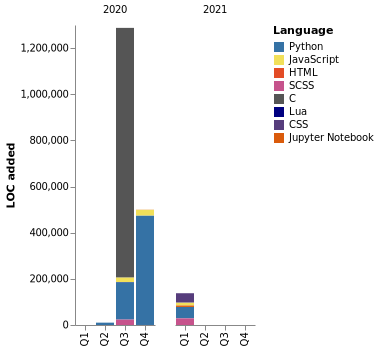 2020
2021
LOC added
1,200,000
1,000,000
800,000
600,000
400,000
200,000
0
Q1
Q2
Q3
Q4
Q1
Q2
Q3
Q4
Language
Python
JavaScript
HTML
SCSS
C
Lua
CSS
Jupyter Notebook